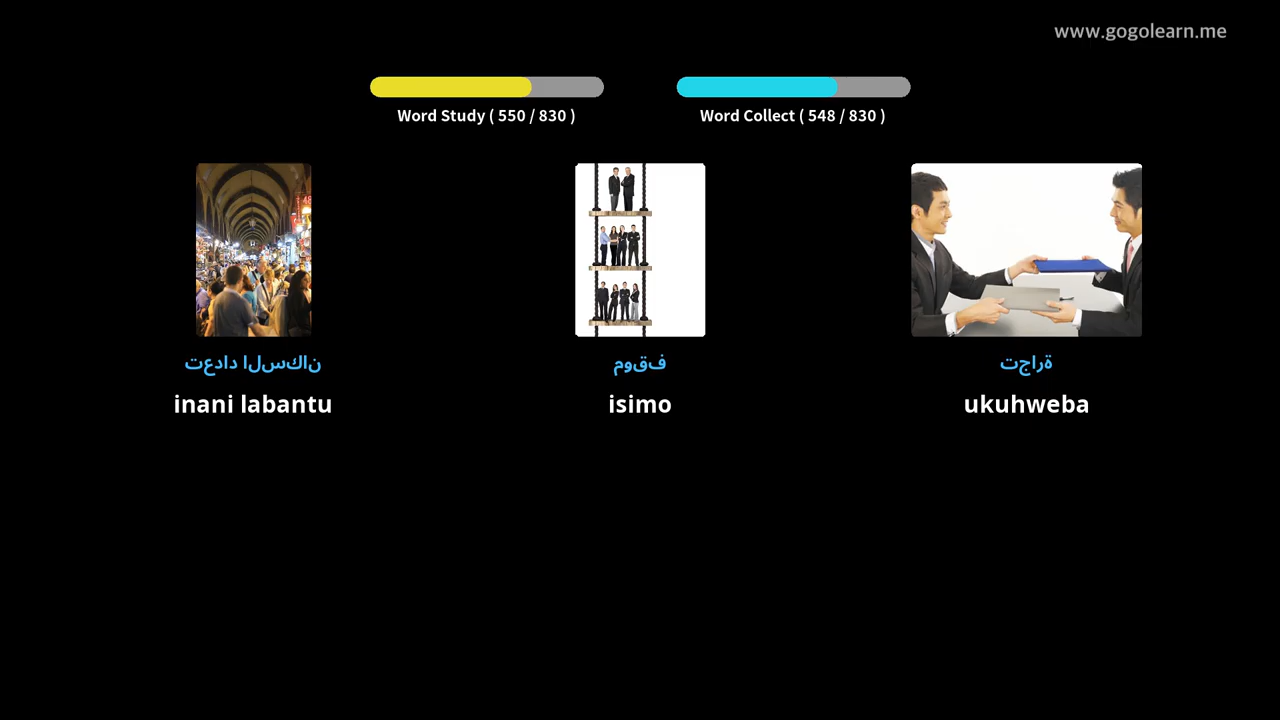 www.gogolearn.me
Word Study ( 550 / 830 )
Word Collect ( 548 / 830 )
تعداد السكان
موقف
تجارة
inani labantu
isimo
ukuhweba